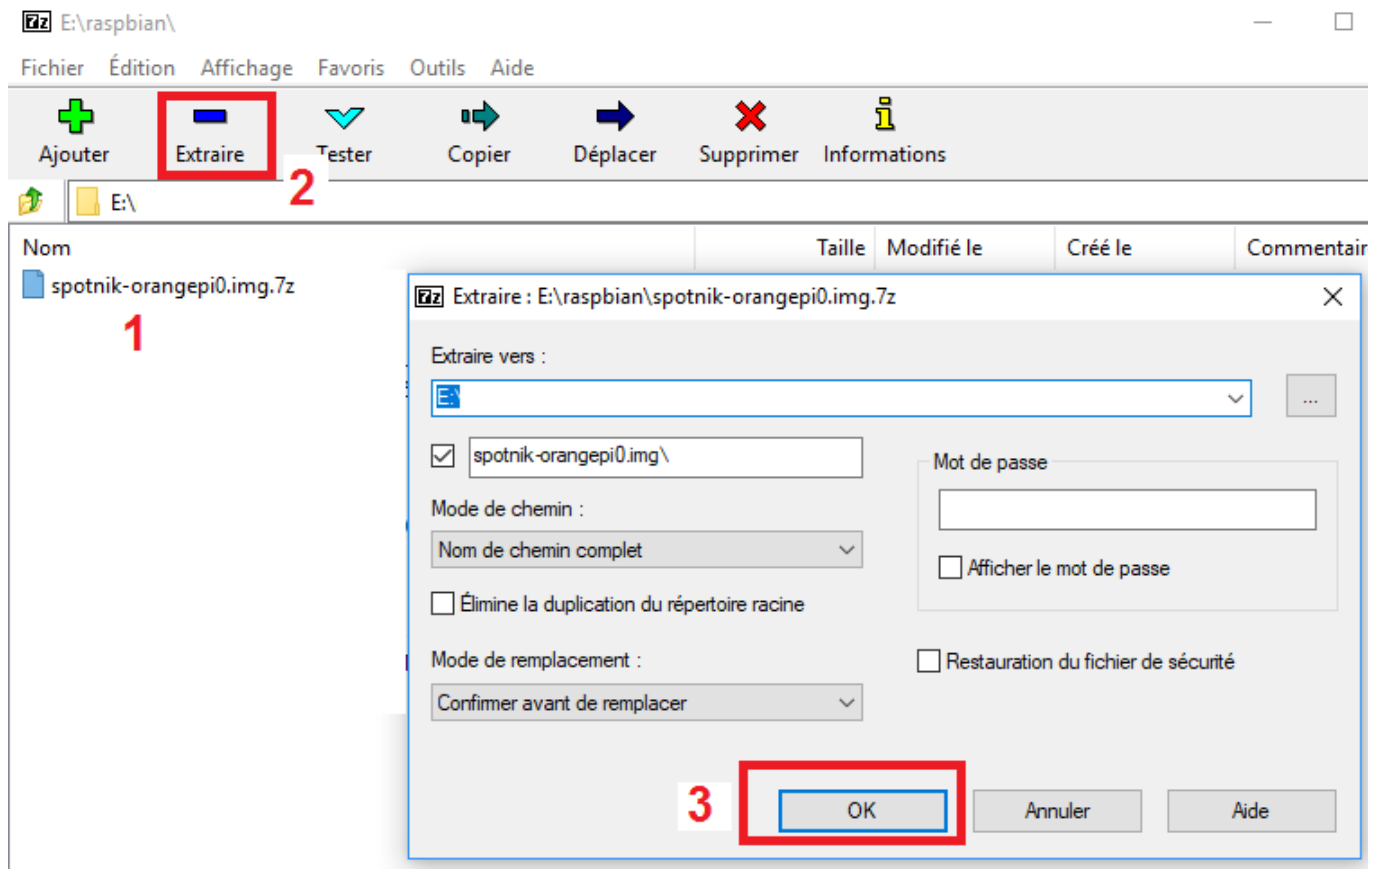 7z E:\raspbian\
Fichier Édition Affichage Favoris Outils Aide
Ajouter Extraire Tester Copier Déplacer Supprimer Informations
2
E:\
Nom Taille Modifié le Créé le Commentair
spotnik-orangepi0.img.7z
1
7z Extraire : E:\raspbian\spotnik-orangepi0.img.7z
Extraire vers :
E:\
...
spotnik-orangepi0.img\
Mot de passe
Mode de chemin :
Nom de chemin complet
Afficher le mot de passe
Élimine la duplication du répertoire racine
Mode de remplacement :
Restauration du fichier de sécurité
Confirmer avant de remplacer
3
OK Annuler Aide